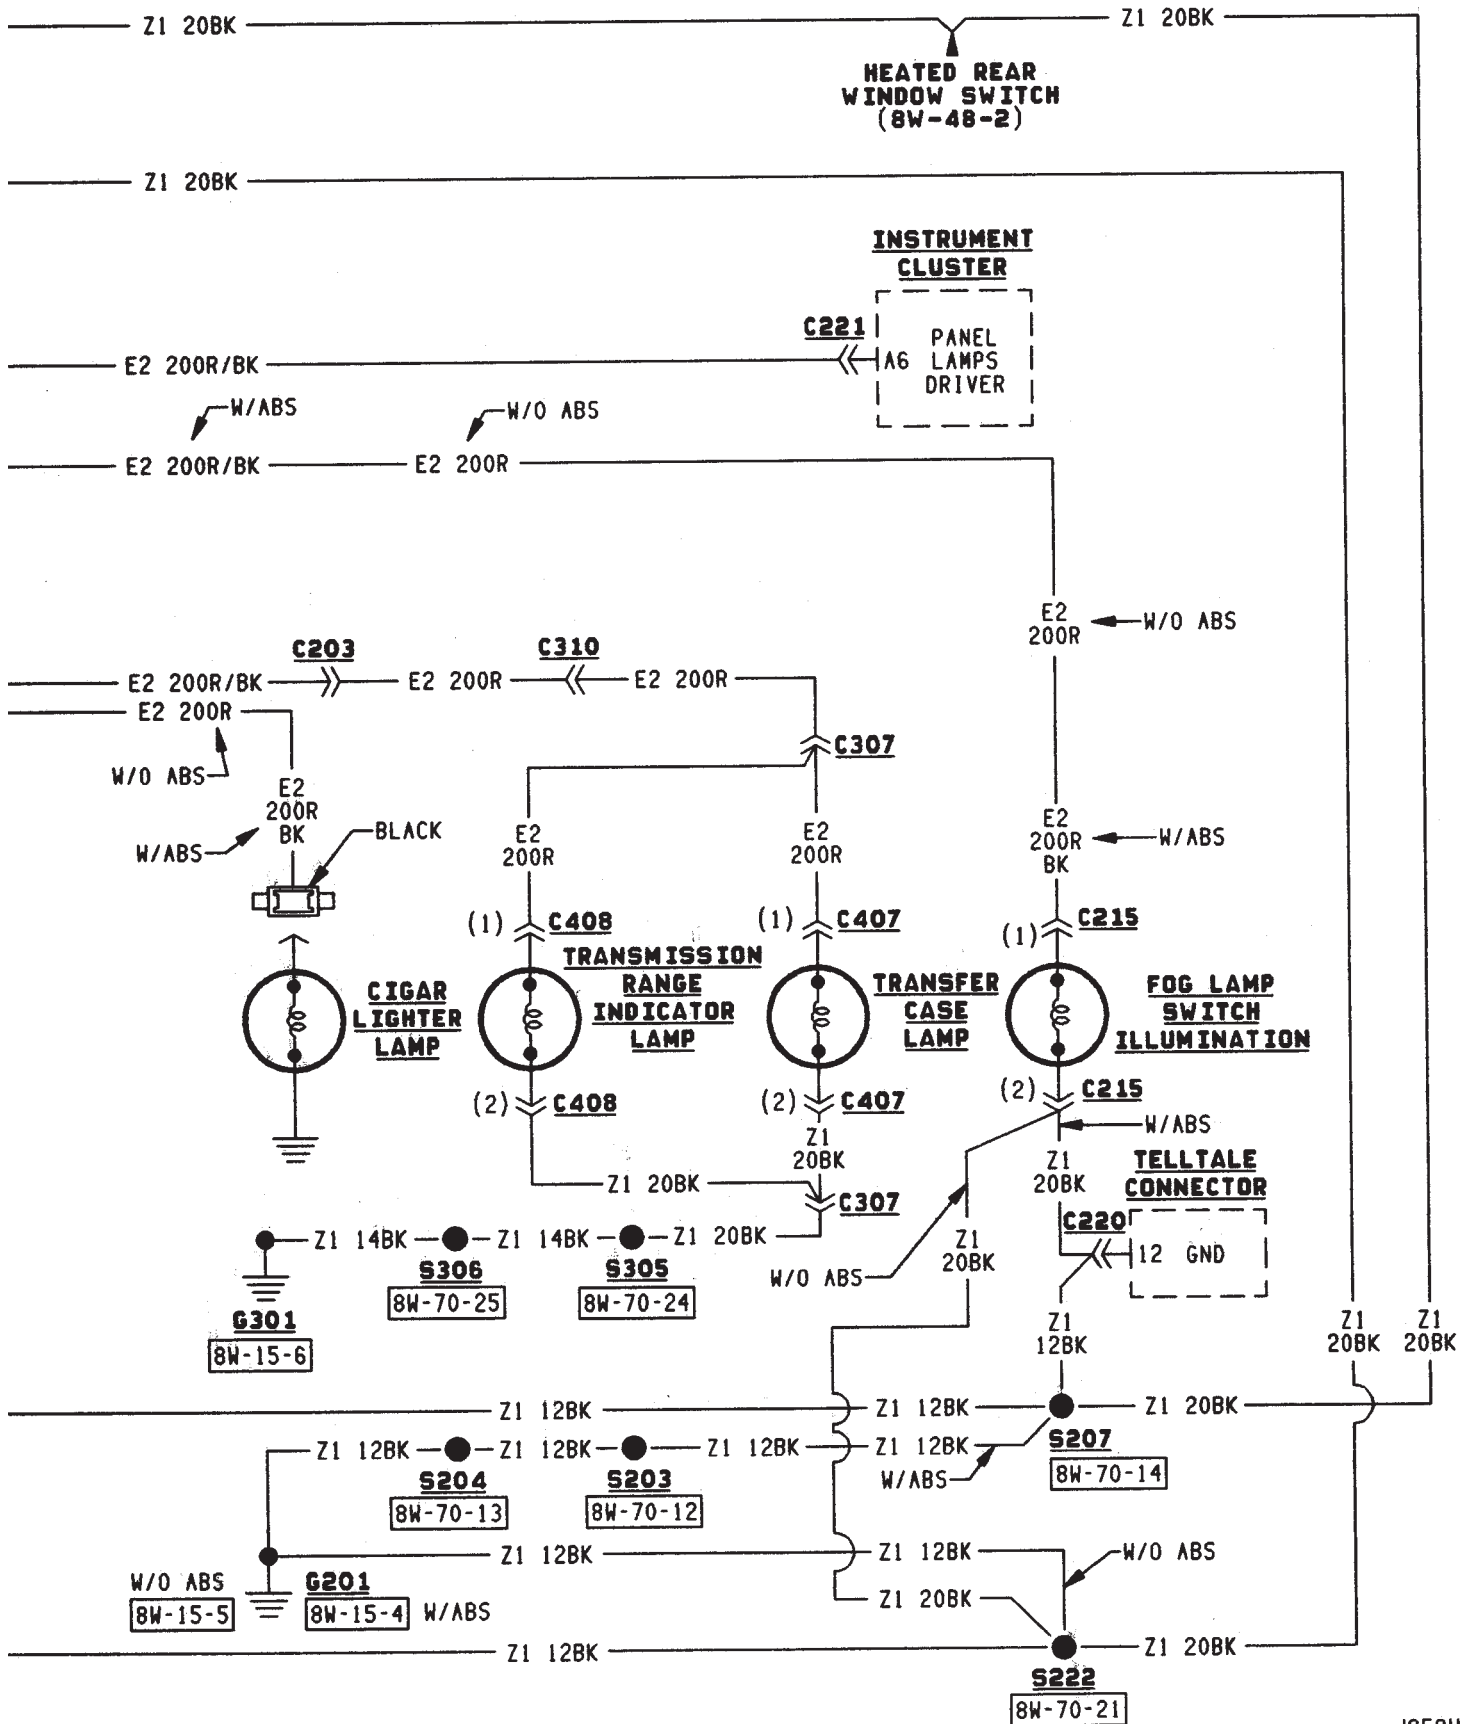 Z1 20BK
Z1 20BK
HEATED REAR
WINDOW SWITCH
(8W-48-2)
Z1 20BK
INSTRUMENT
CLUSTER
C221
PANEL
LAMPS
DRIVER
A6
E2 200R/BK
W/ABS
W/O ABS
E2 200R/BK
E2 200R
E2
200R
W/O ABS
C203
C310
E2 200R/BK
E2 200R
E2 200R
E2 200R
C307
W/O ABS
E2
200R
BK
BLACK
W/ABS
E2
200R
E2
200R
E2
200R
BK
W/ABS
(1)
C408
(1)
C407
(1)
C215
CIGAR
LIGHTER
LAMP
TRANSMISSION
RANGE
INDICATOR
LAMP
TRANSFER
CASE
LAMP
FOG LAMP
SWITCH
ILLUMINATION
(2)
C408
(2)
C407
(2)
C215
W/ABS
Z1
20BK
Z1
20BK
TELLTALE
CONNECTOR
Z1 20BK
C307
C220
12 GND
Z1 14BK
Z1 14BK
Z1 20BK
S306
8W-70-25
S305
8W-70-24
Z1
20BK
W/O ABS
G301
8W-15-6
Z1
12BK
Z1
20BK
Z1
20BK
Z1 12BK
Z1 12BK
Z1 20BK
Z1 12BK
Z1 12BK
Z1 12BK
Z1 12BK
S207
8W-70-14
W/ABS
S204
8W-70-13
S203
8W-70-12
Z1 12BK
Z1 12BK
W/O ABS
W/O ABS
8W-15-5
G201
8W-15-4
W/ABS
Z1 20BK
Z1 12BK
Z1 20BK
S222
8W-70-21